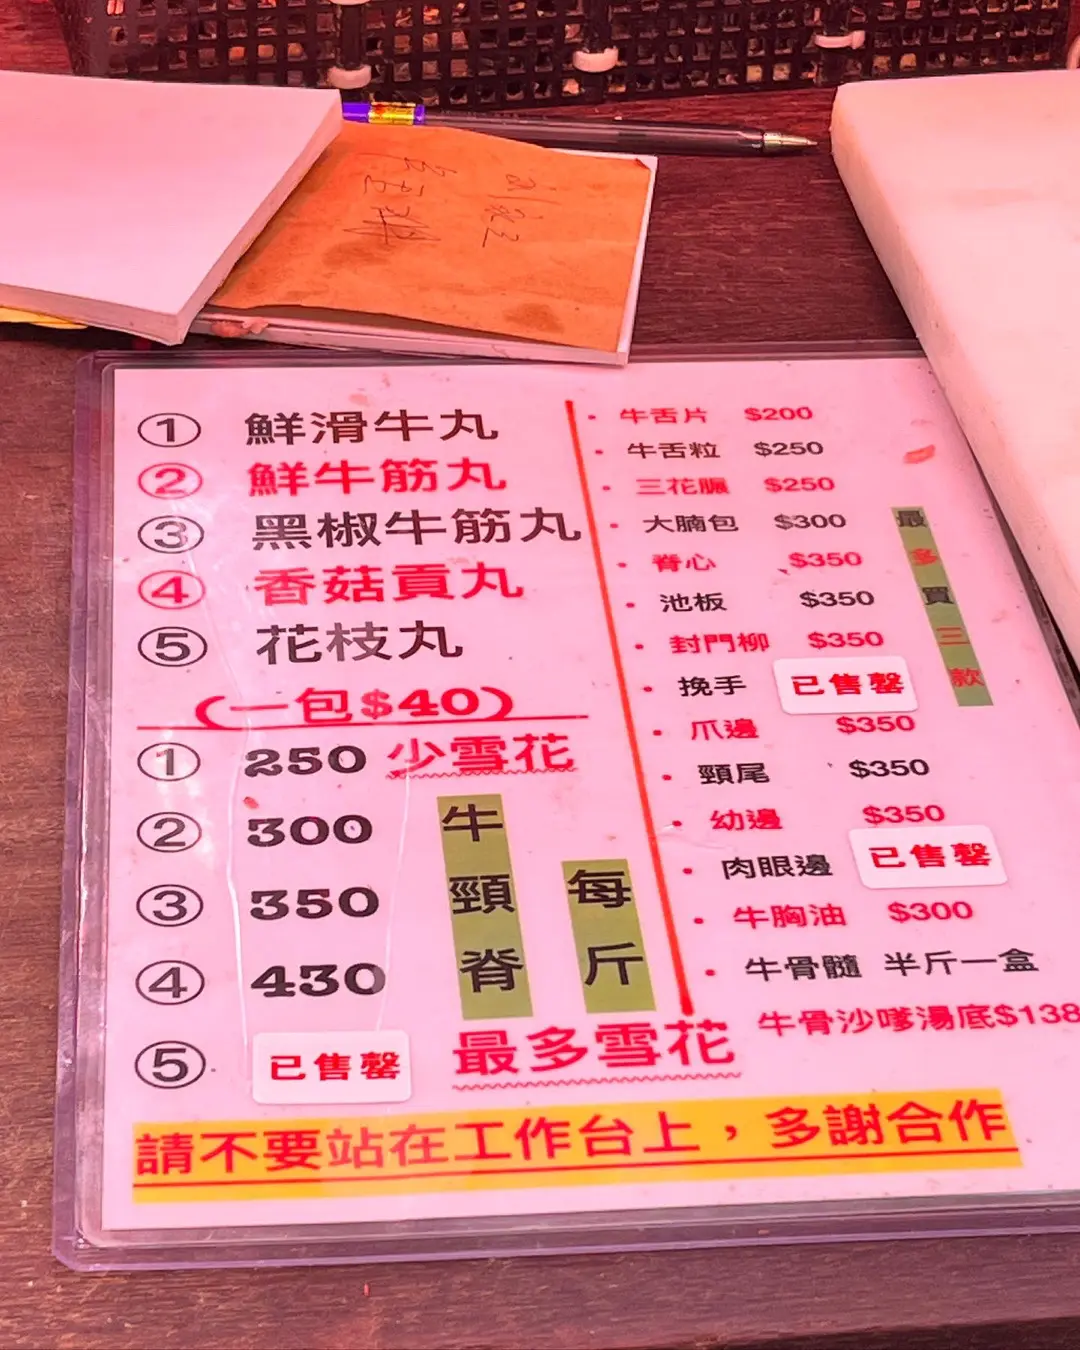 ① 鮮滑牛丸
② 鮮牛筋丸
③ 黑椒牛筋丸
④ 香菇貢丸
⑤ 花枝丸
(一包$40)
① 250 少雪花
② 300
③ 350
④ 430
⑤ 已售罄
牛頸脊
每斤
最多雪花
· 牛舌片 $200
· 牛舌粒 $250
· 三花𦟌 $250
· 大腩包 $300
· 脊心 $350
· 池板 $350
· 封門柳 $350
· 挽手 已售罄
· 爪邊 $350
· 頸尾 $350
· 幼邊 $350
· 肉眼邊 已售罄
· 牛胸油 $300
· 牛骨髓 半斤一盒
牛骨沙嗲湯底$138
最多買三款
請不要站在工作台上，多謝合作